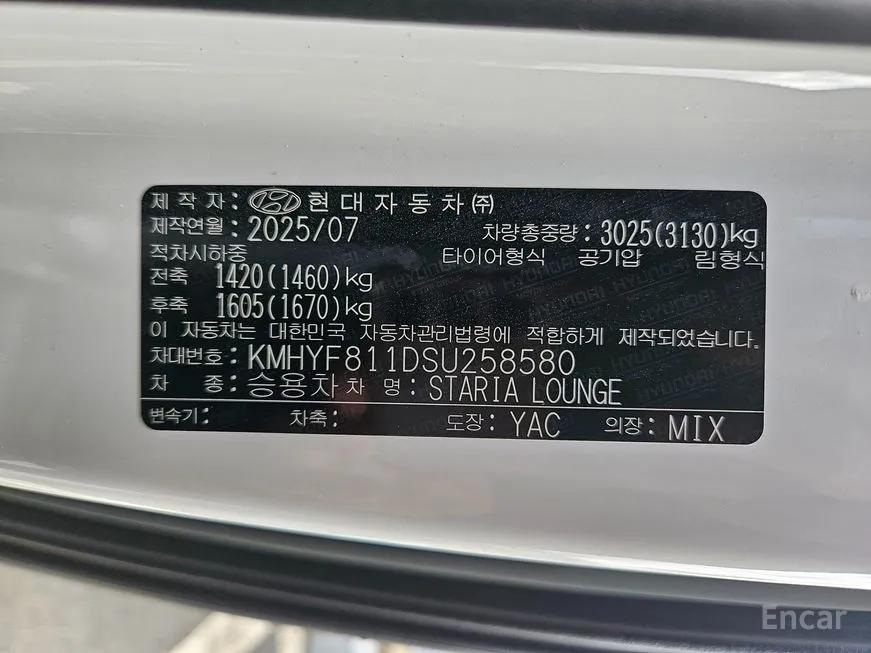 제 작 자 : 현대자동차㈜
제작연월: 2025/07 차량총중량: 3025(3130)kg
적차시하중 타이어형식 공기압 림형식
전축 1420(1460)kg
후축 1605(1670)kg
이 자동차는 대한민국 자동차관리법령에 적합하게 제작되었습니다.
차대번호: KMHYF811DSU258580
차 종: 승용차 차 명: STARIA LOUNGE
변속기: 차축: 도장: YAC 의장: MIX
Encar